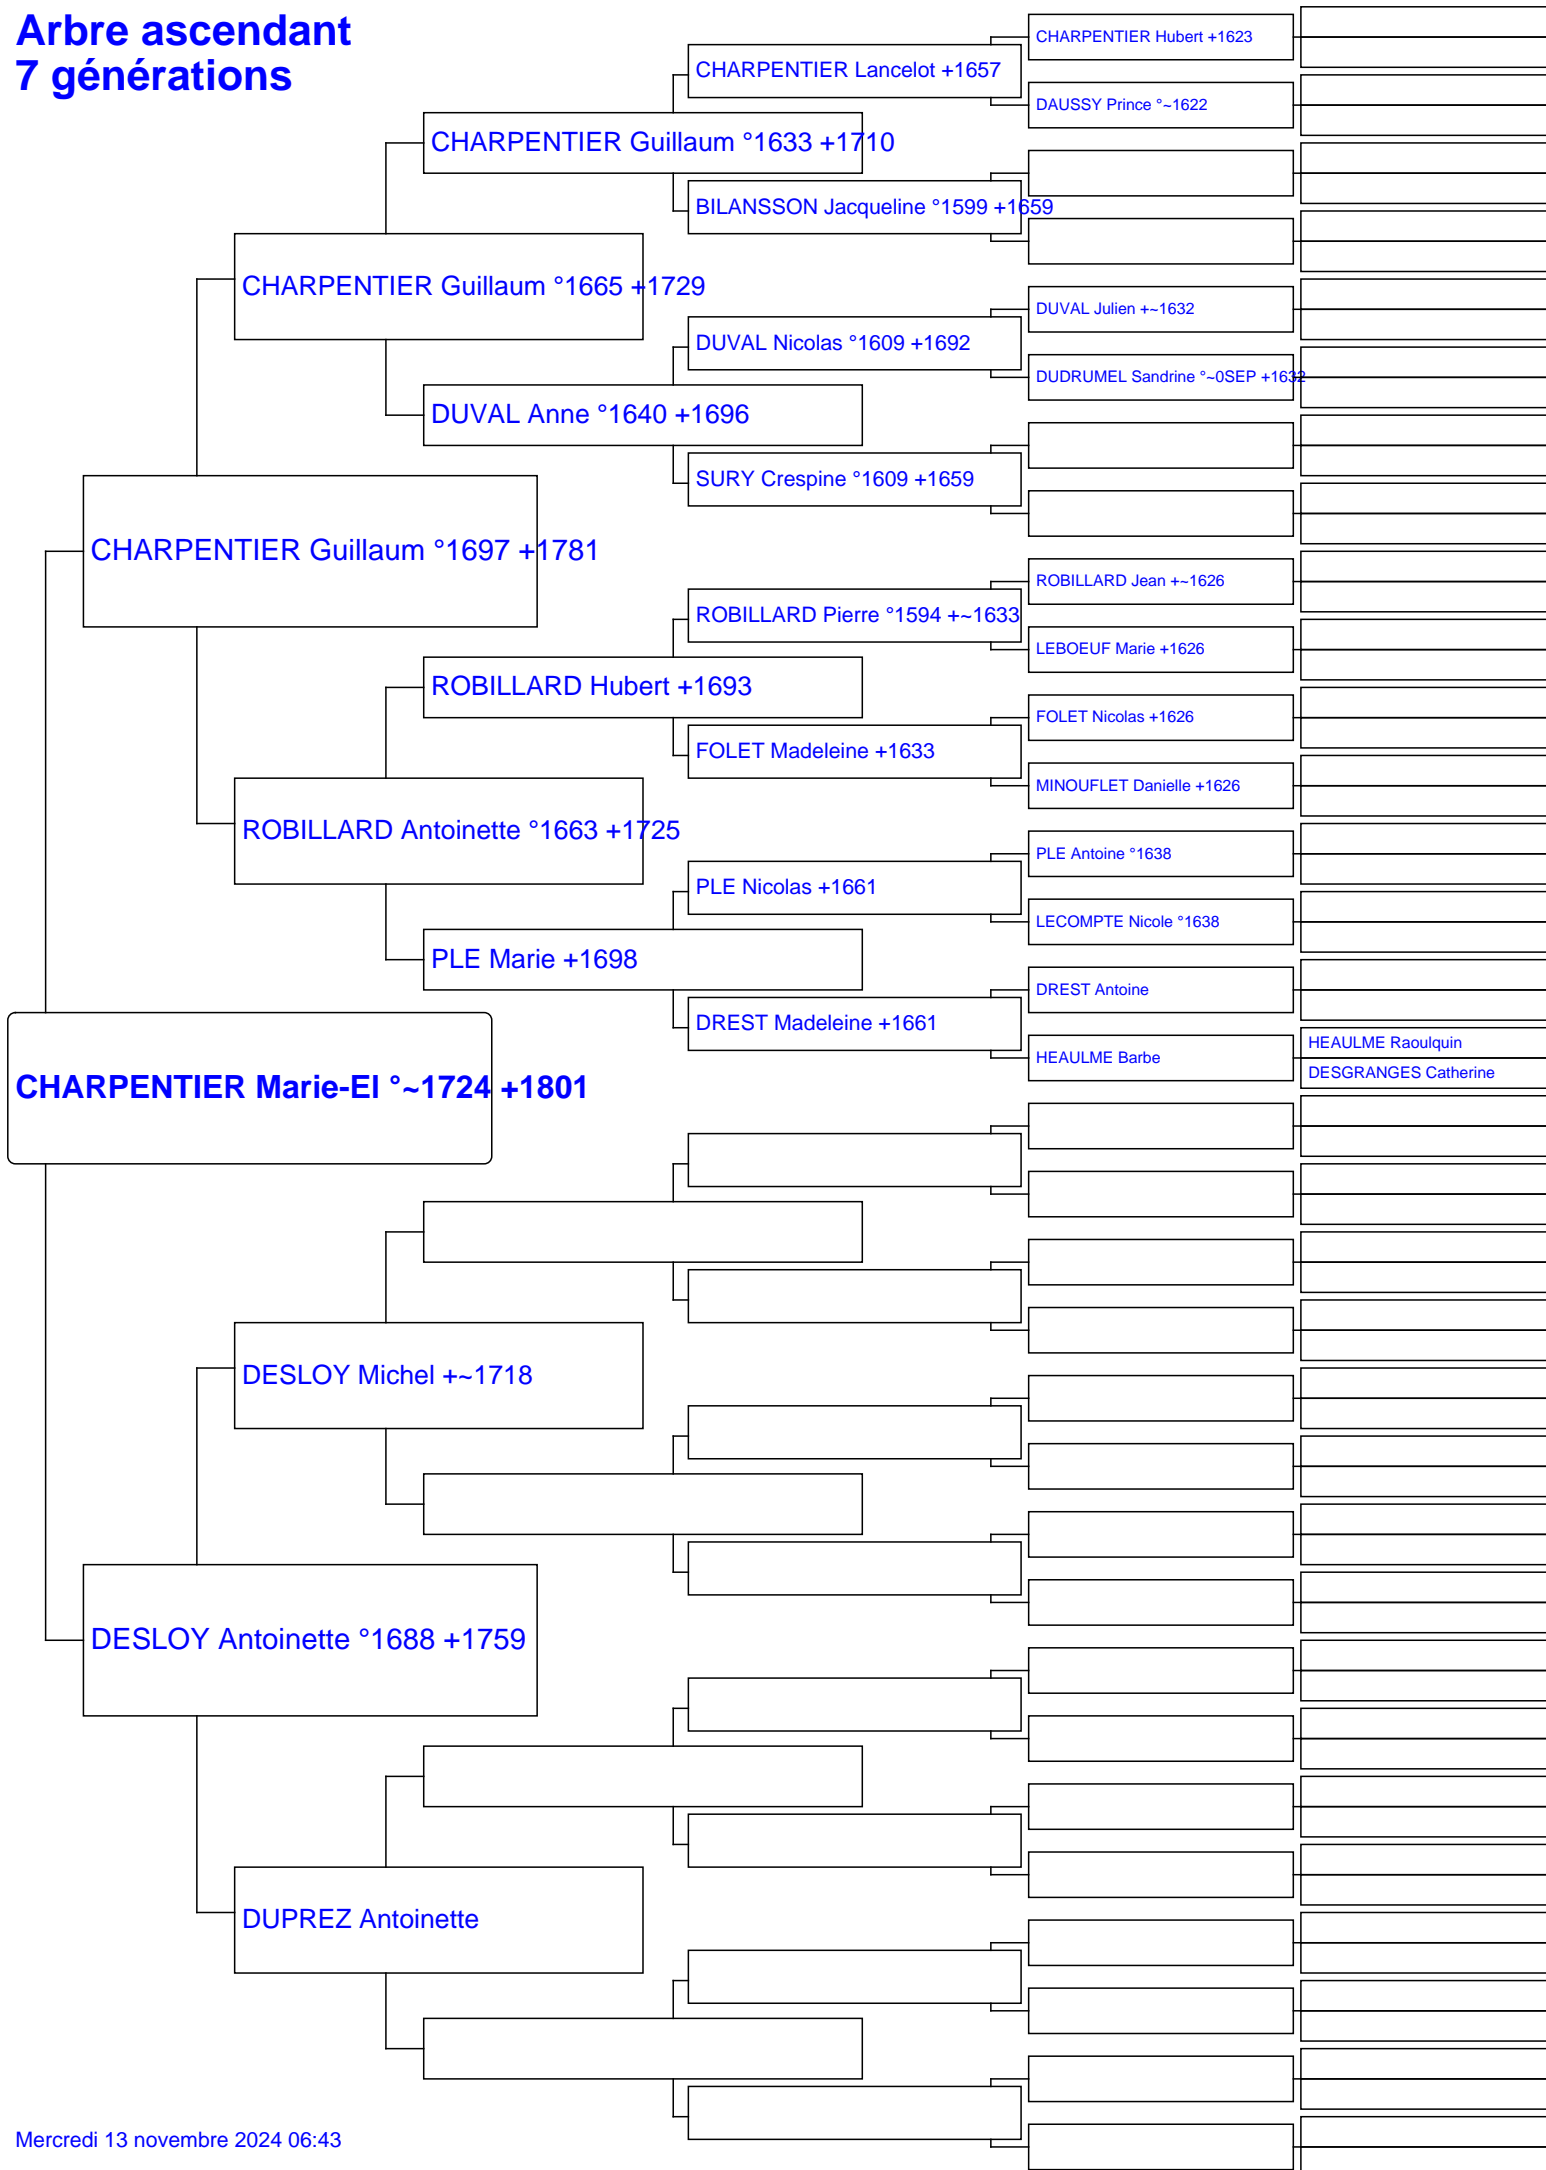 Arbre ascendant
7 générations
CHARPENTIER Hubert +1623
CHARPENTIER Lancelot +1657
DAUSSY Prince °~1622
CHARPENTIER Guillaum °1633 +1710
BILANSSON Jacqueline °1599 +1659
CHARPENTIER Guillaum °1665 +1729
DUVAL Julien +~1632
DUVAL Nicolas °1609 +1692
DUDRUMEL Sandrine °~0SEP +1632
DUVAL Anne °1640 +1696
SURY Crespine °1609 +1659
CHARPENTIER Guillaum °1697 +1781
ROBILLARD Jean +~1626
ROBILLARD Pierre °1594 +~1633
LEBOEUF Marie +1626
ROBILLARD Hubert +1693
FOLET Nicolas +1626
FOLET Madeleine +1633
MINOUFLET Danielle +1626
ROBILLARD Antoinette °1663 +1725
PLE Antoine °1638
PLE Nicolas +1661
LECOMPTE Nicole °1638
PLE Marie +1698
DREST Antoine
DREST Madeleine +1661
HEAULME Raoulquin
HEAULME Barbe
DESGRANGES Catherine
CHARPENTIER Marie-El °~1724 +1801
DESLOY Michel +~1718
DESLOY Antoinette °1688 +1759
DUPREZ Antoinette
Mercredi 13 novembre 2024 06:43